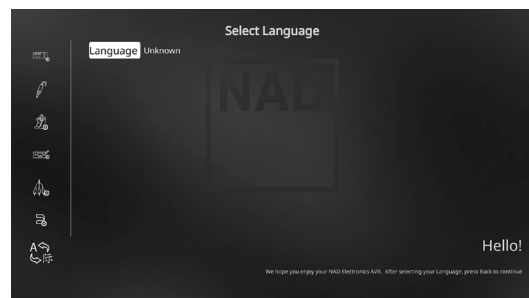 Select Language
Language Unknown
NAD
Hello!
We hope you enjoy your NAD Electronics AVR. After selecting your Language, press Back to continue